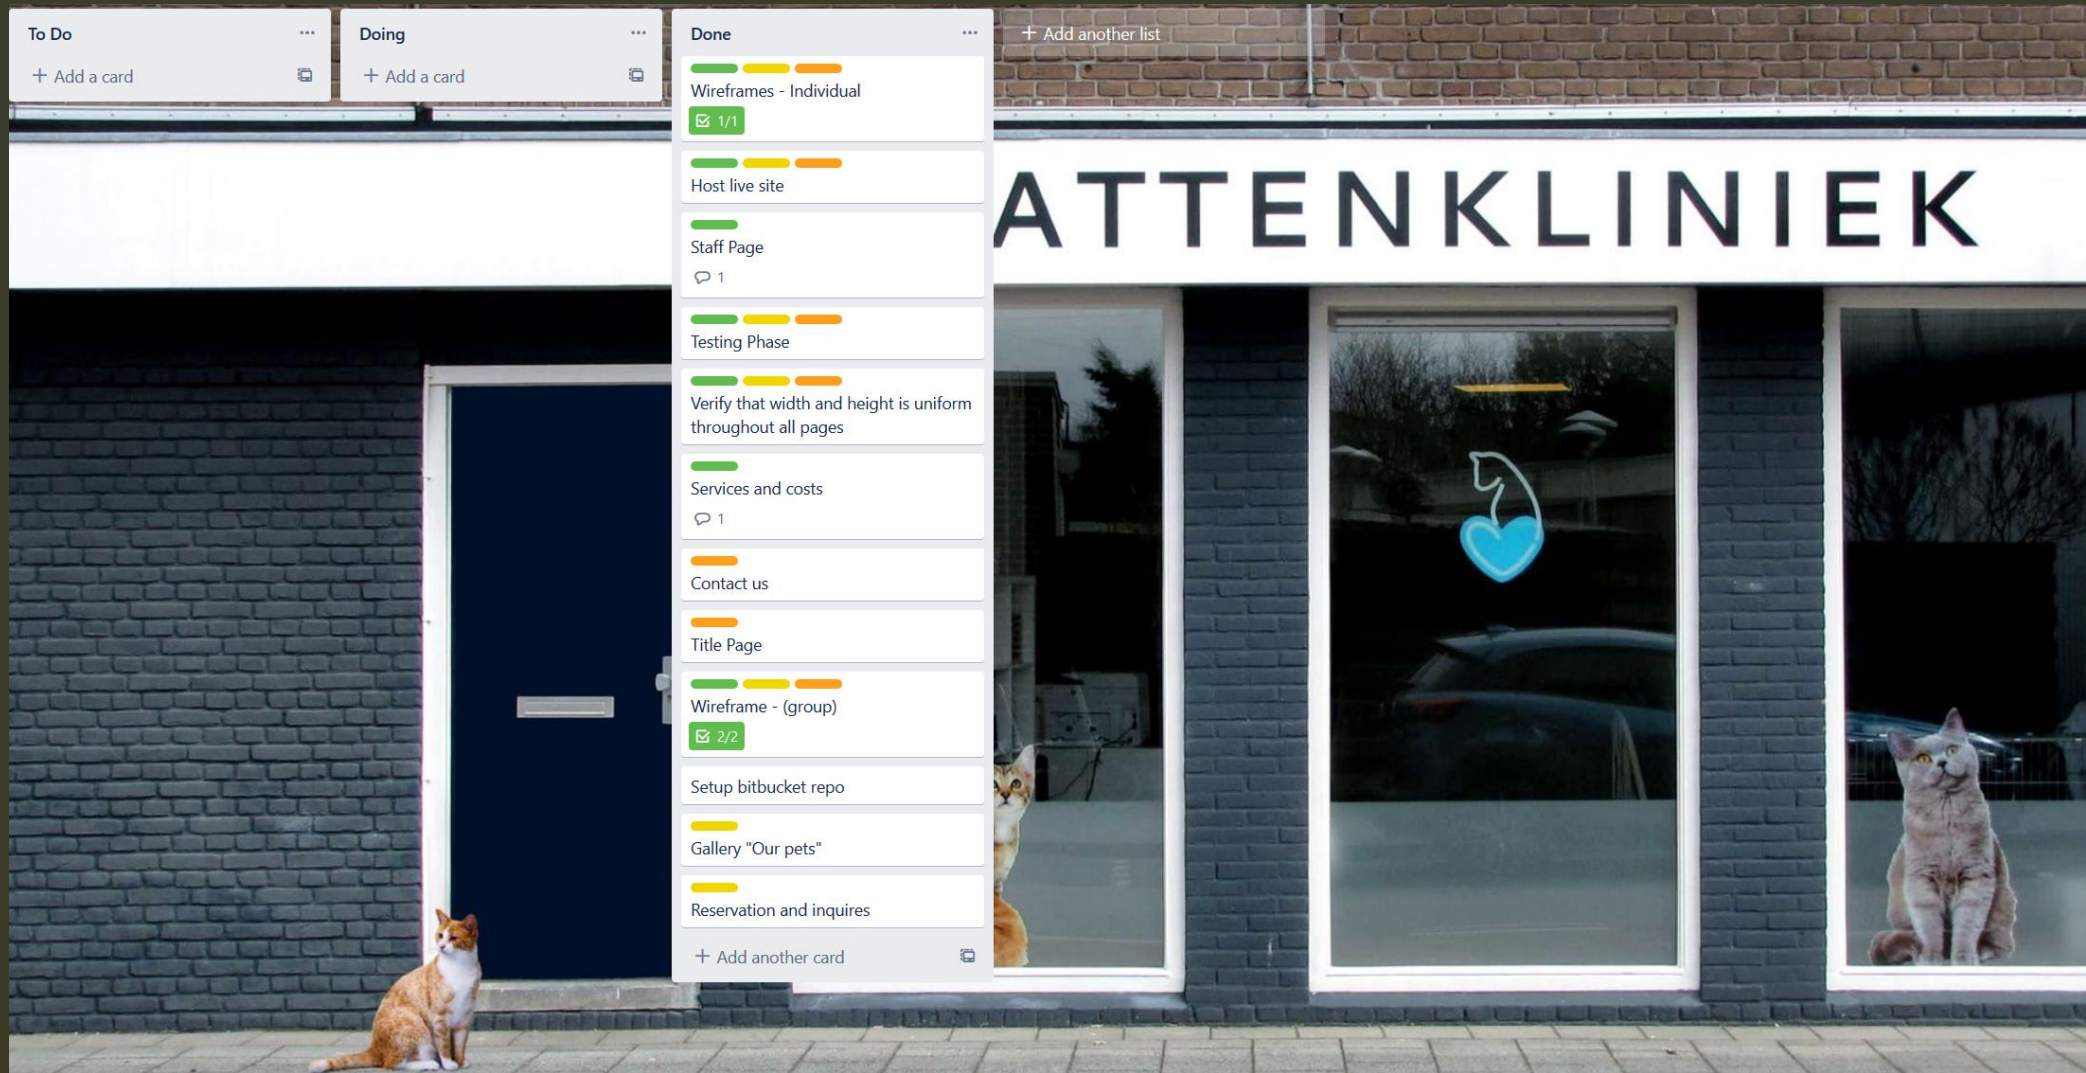 To Do
Add a card
Doing
Add a card
Done
Wireframes - Individual
1/1
Host live site
Staff Page
1
Testing Phase
Verify that width and height is uniform
throughout all pages
Services and costs
1
Contact us
Title Page
Wireframe - (group)
2/2
Setup bitbucket repo
Gallery "Our pets"
Reservation and inquires
Add another card
Add another list
ATTENKLINIEK